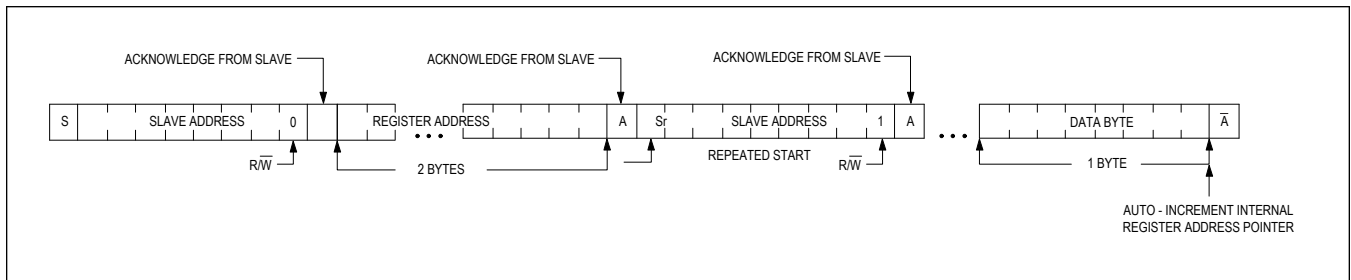 ACKNOWLEDGE FROM SLAVE ACKNOWLEDGE FROM SLAVE ACKNOWLEDGE FROM SLAVE
S SLAVE ADDRESS 0 REGISTER ADDRESS A Sr SLAVE ADDRESS 1 A DATA BYTE A̅
R/W̅ 2 BYTES REPEATED START R/W̅ 1 BYTE
AUTO - INCREMENT INTERNAL
REGISTER ADDRESS POINTER